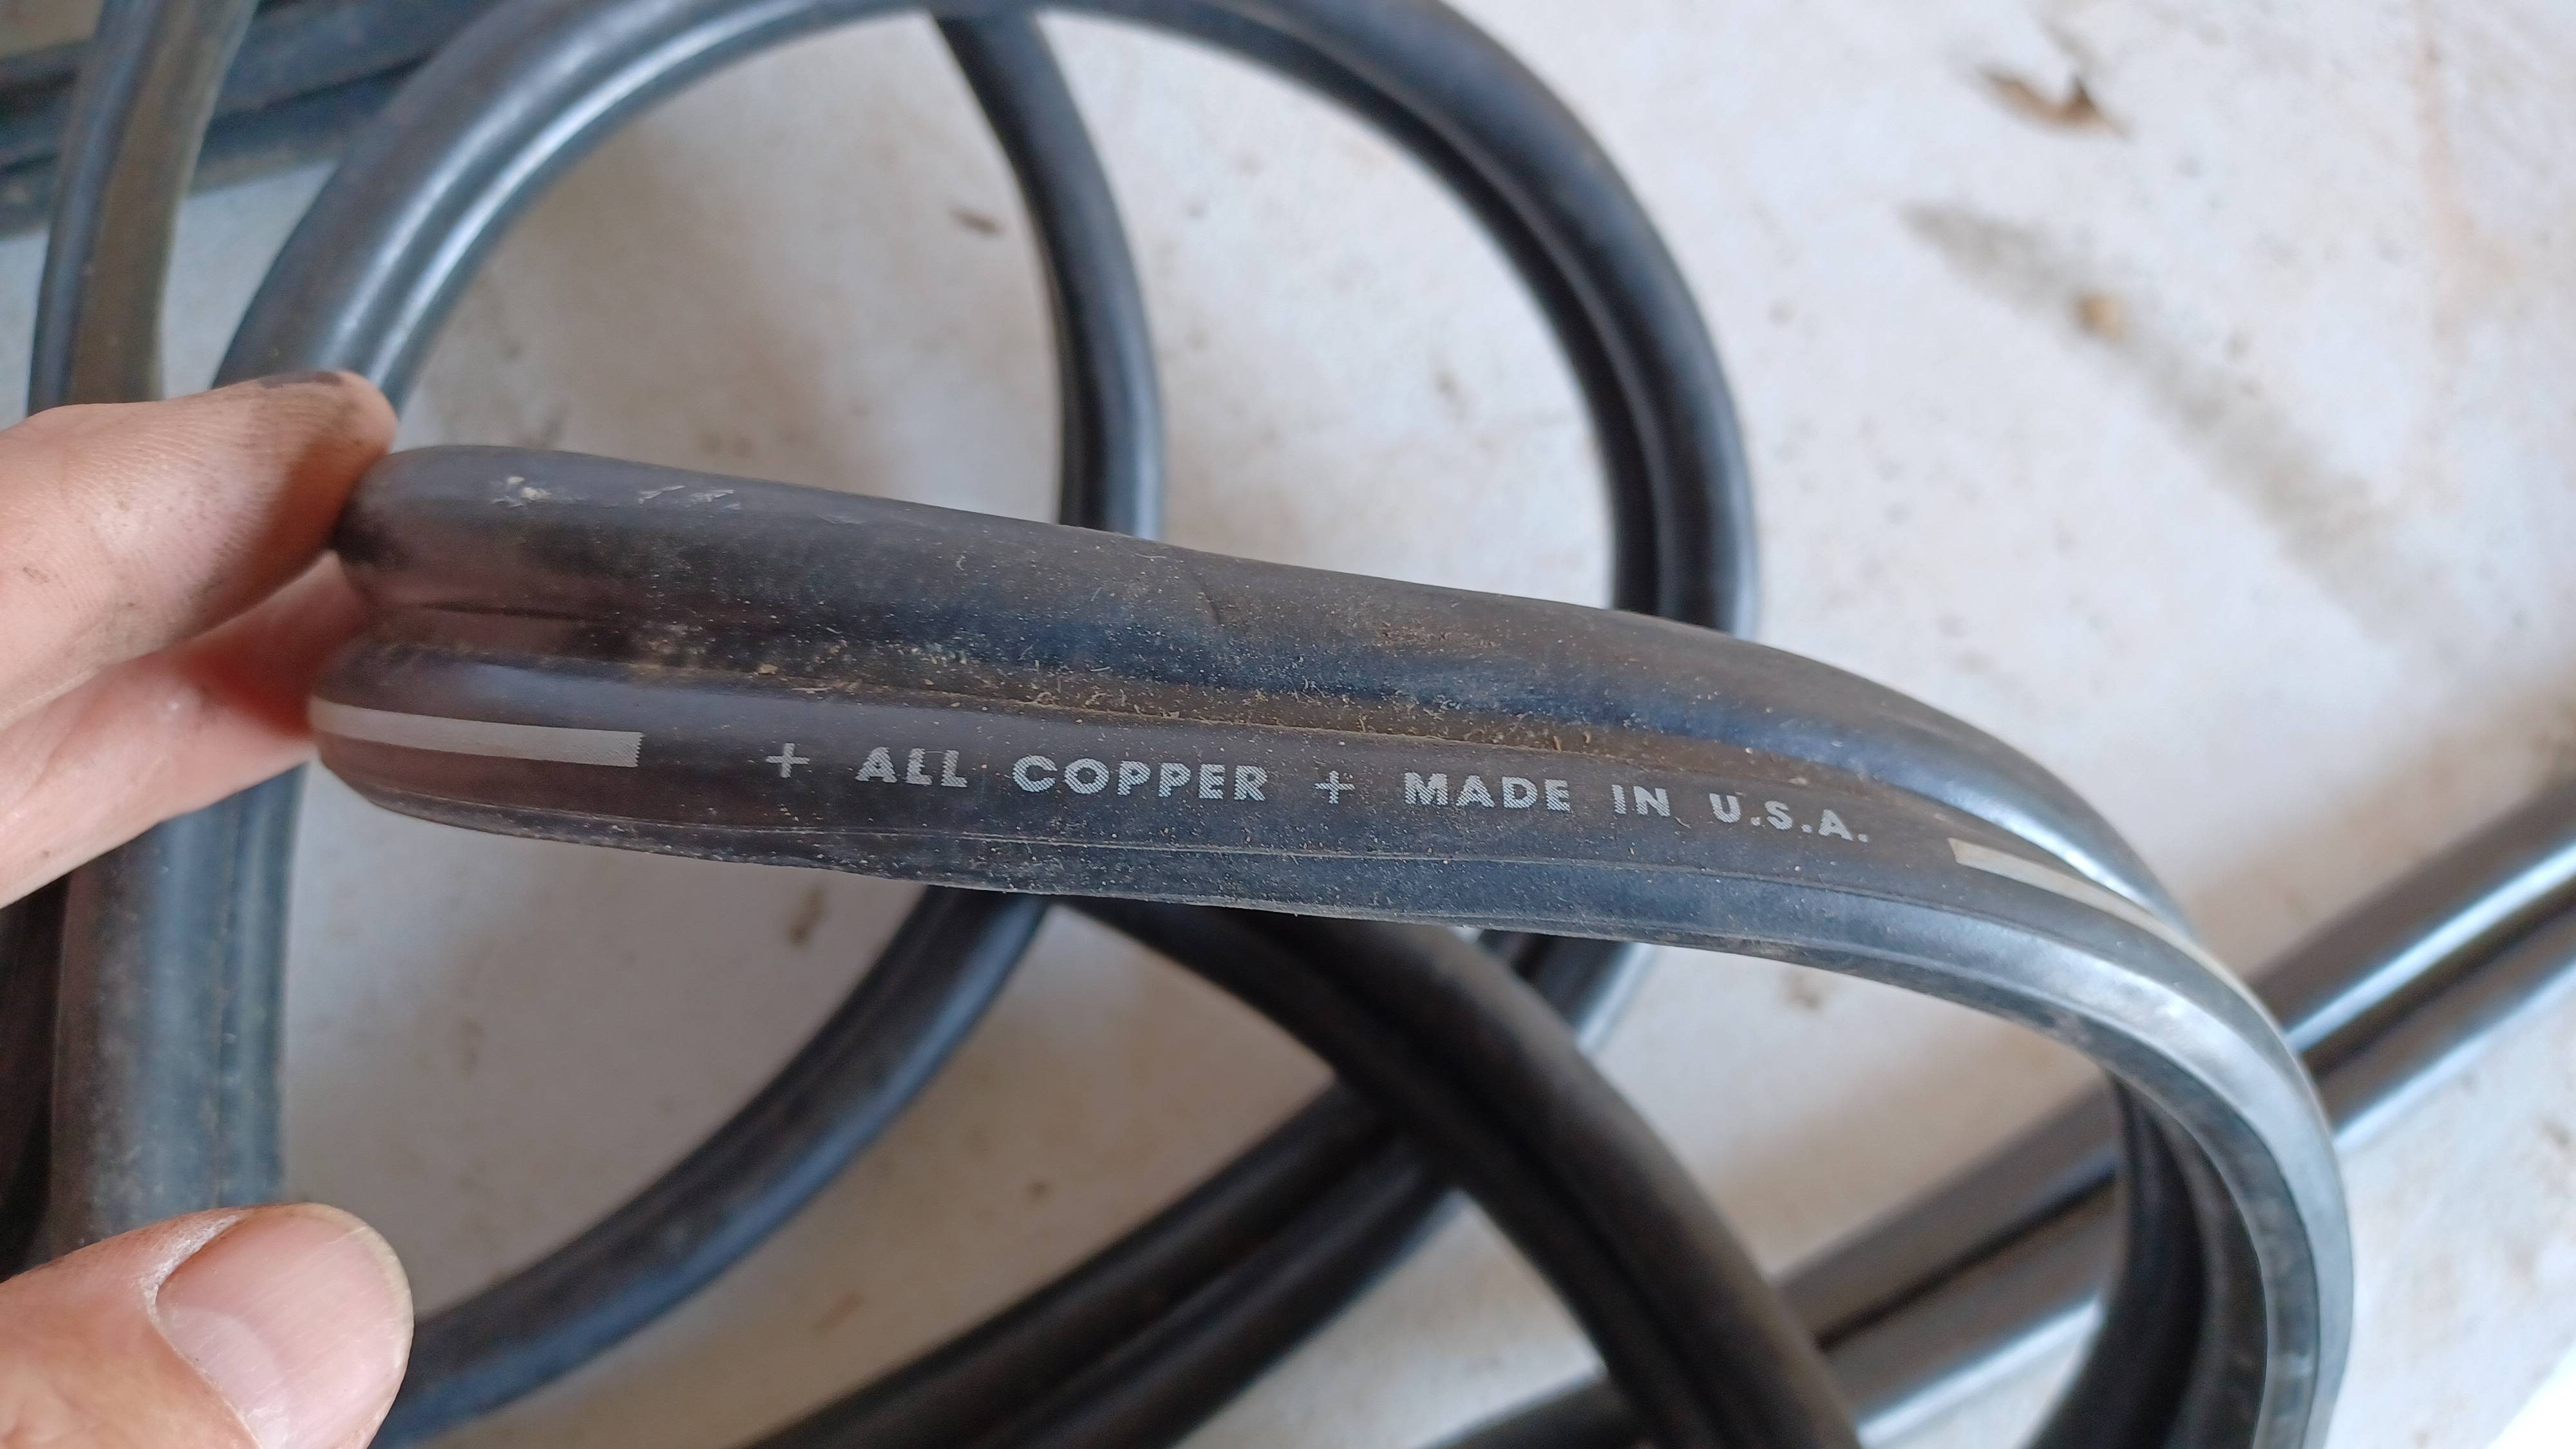 + ALL COPPER + MADE IN U.S.A.